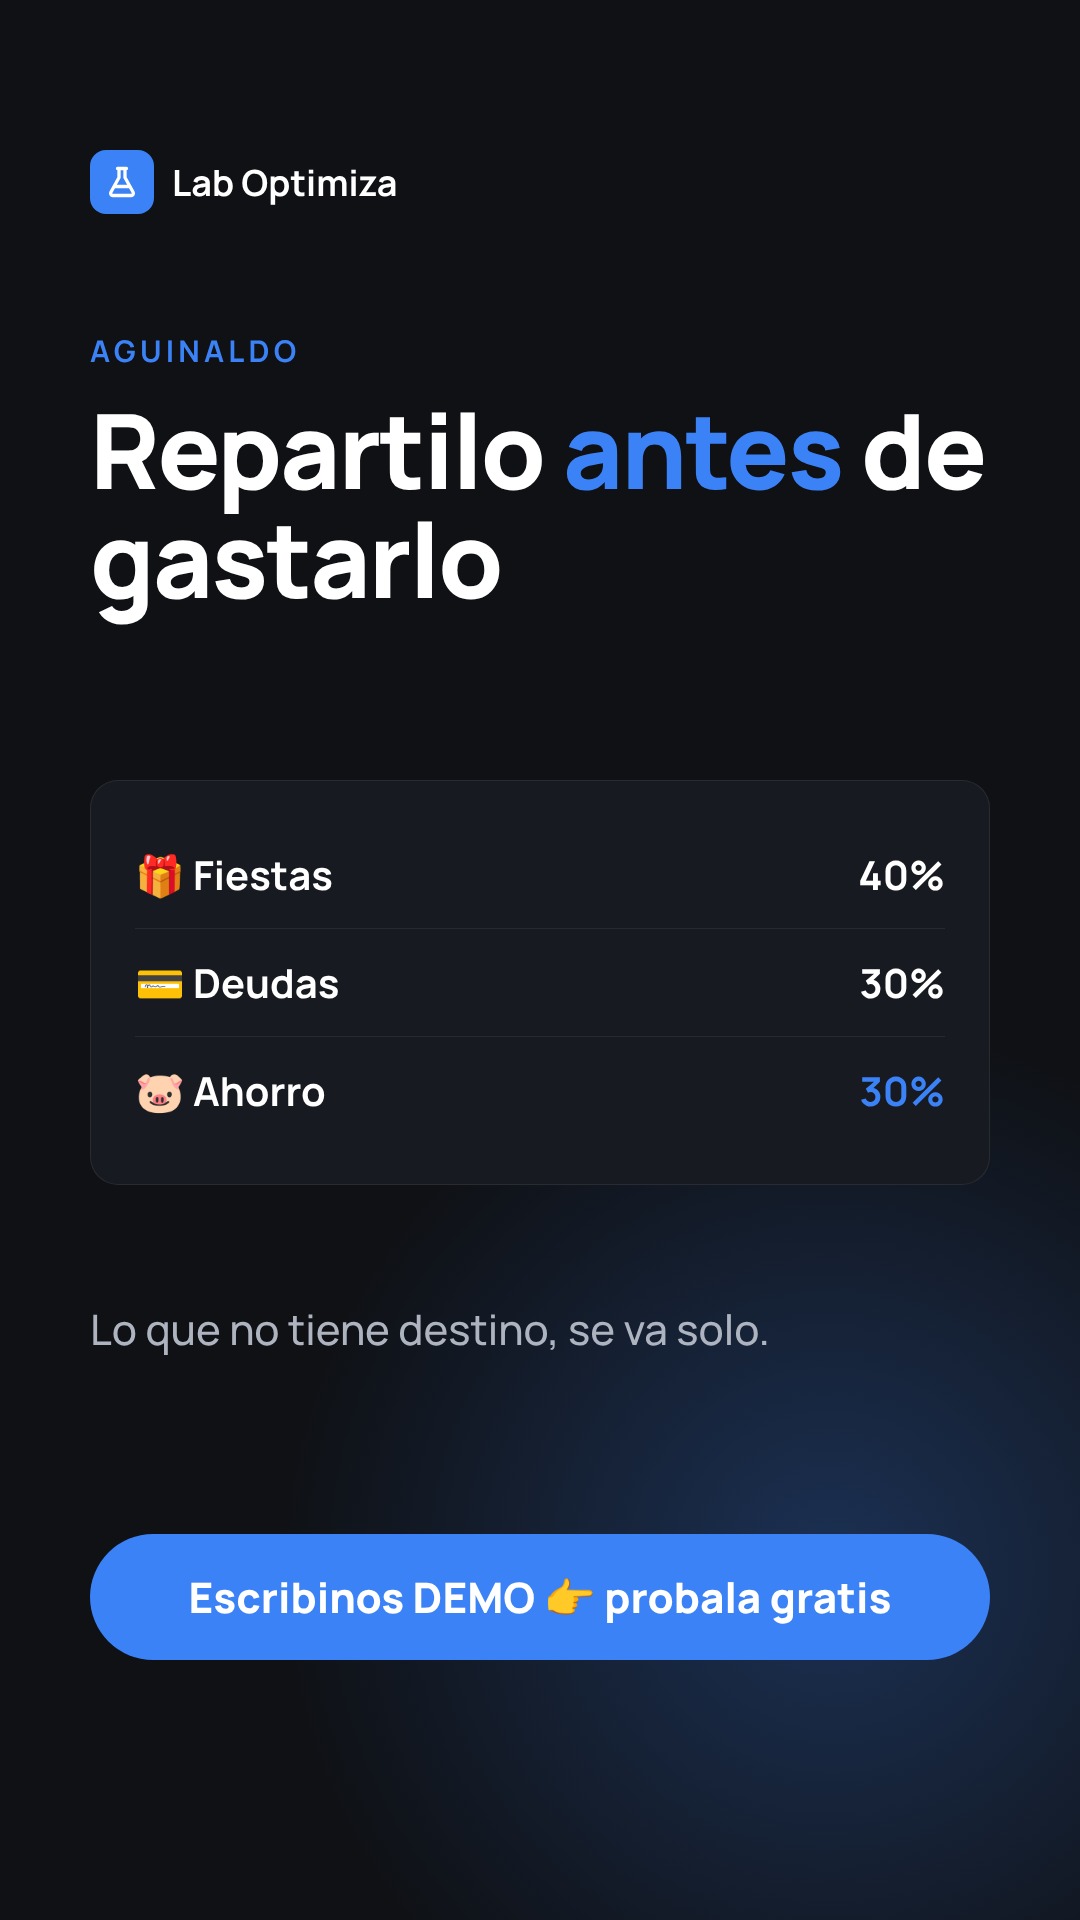 Lab Optimiza
AGUINALDO
Repartilo antes de
gastarlo
🎁 Fiestas 40%
💳 Deudas 30%
🐷 Ahorro 30%
Lo que no tiene destino, se va solo.
Escribinos DEMO 👉 probala gratis